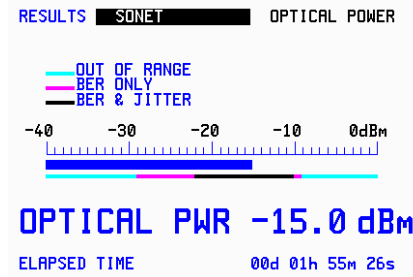 RESULTS SONET OPTICAL POWER
OUT OF RANGE
BER ONLY
BER & JITTER
-40 -30 -20 -10 0dBm
OPTICAL PWR -15.0 dBm
ELAPSED TIME 00d 01h 55m 26s